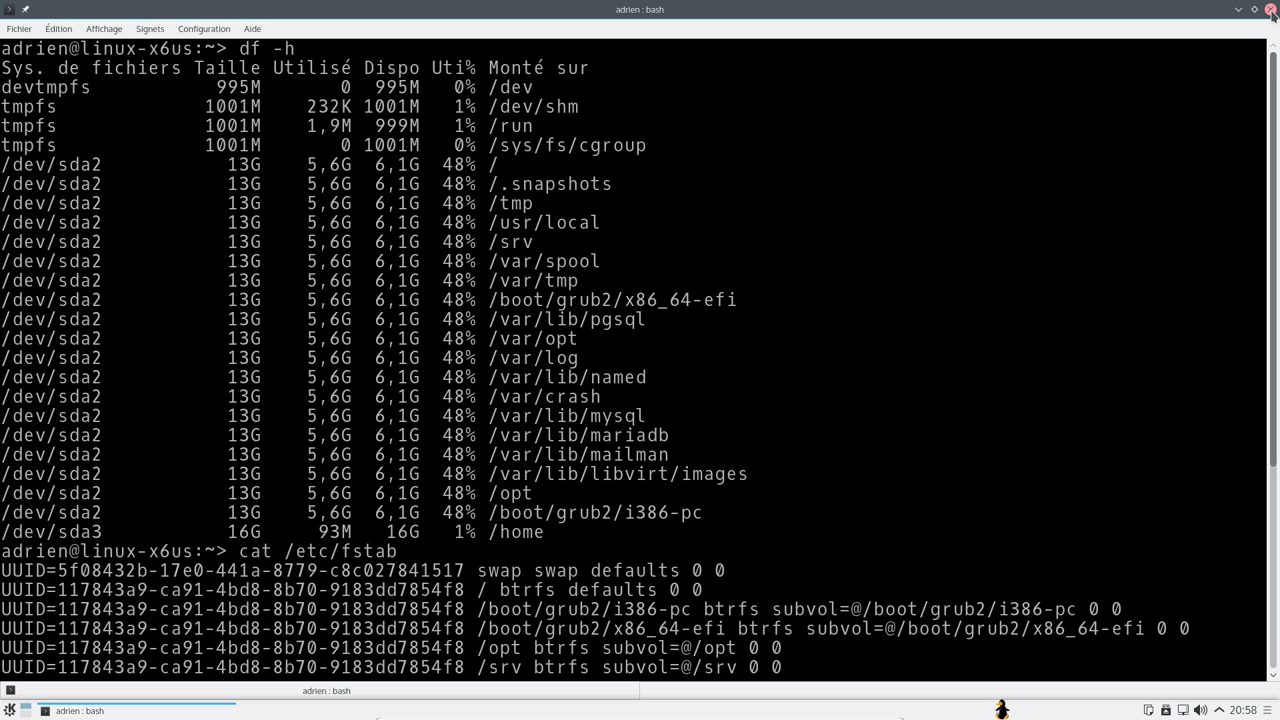 adrien : bash
Fichier Édition Affichage Signets Configuration Aide
adrien@linux-x6us:~> df -h
Sys. de fichiers Taille Utilisé Dispo Uti% Monté sur
devtmpfs 995M 0 995M 0% /dev
tmpfs 1001M 232K 1001M 1% /dev/shm
tmpfs 1001M 1,9M 999M 1% /run
tmpfs 1001M 0 1001M 0% /sys/fs/cgroup
/dev/sda2 13G 5,6G 6,1G 48% /
/dev/sda2 13G 5,6G 6,1G 48% /.snapshots
/dev/sda2 13G 5,6G 6,1G 48% /tmp
/dev/sda2 13G 5,6G 6,1G 48% /usr/local
/dev/sda2 13G 5,6G 6,1G 48% /srv
/dev/sda2 13G 5,6G 6,1G 48% /var/spool
/dev/sda2 13G 5,6G 6,1G 48% /var/tmp
/dev/sda2 13G 5,6G 6,1G 48% /boot/grub2/x86_64-efi
/dev/sda2 13G 5,6G 6,1G 48% /var/lib/pgsql
/dev/sda2 13G 5,6G 6,1G 48% /var/opt
/dev/sda2 13G 5,6G 6,1G 48% /var/log
/dev/sda2 13G 5,6G 6,1G 48% /var/lib/named
/dev/sda2 13G 5,6G 6,1G 48% /var/crash
/dev/sda2 13G 5,6G 6,1G 48% /var/lib/mysql
/dev/sda2 13G 5,6G 6,1G 48% /var/lib/mariadb
/dev/sda2 13G 5,6G 6,1G 48% /var/lib/mailman
/dev/sda2 13G 5,6G 6,1G 48% /var/lib/libvirt/images
/dev/sda2 13G 5,6G 6,1G 48% /opt
/dev/sda2 13G 5,6G 6,1G 48% /boot/grub2/i386-pc
/dev/sda3 16G 93M 16G 1% /home
adrien@linux-x6us:~> cat /etc/fstab
UUID=5f08432b-17e0-441a-8779-c8c027841517 swap swap defaults 0 0
UUID=117843a9-ca91-4bd8-8b70-9183dd7854f8 / btrfs defaults 0 0
UUID=117843a9-ca91-4bd8-8b70-9183dd7854f8 /boot/grub2/i386-pc btrfs subvol=@/boot/grub2/i386-pc 0 0
UUID=117843a9-ca91-4bd8-8b70-9183dd7854f8 /boot/grub2/x86_64-efi btrfs subvol=@/boot/grub2/x86_64-efi 0 0
UUID=117843a9-ca91-4bd8-8b70-9183dd7854f8 /opt btrfs subvol=@/opt 0 0
UUID=117843a9-ca91-4bd8-8b70-9183dd7854f8 /srv btrfs subvol=@/srv 0 0
adrien : bash
adrien : bash 20:58